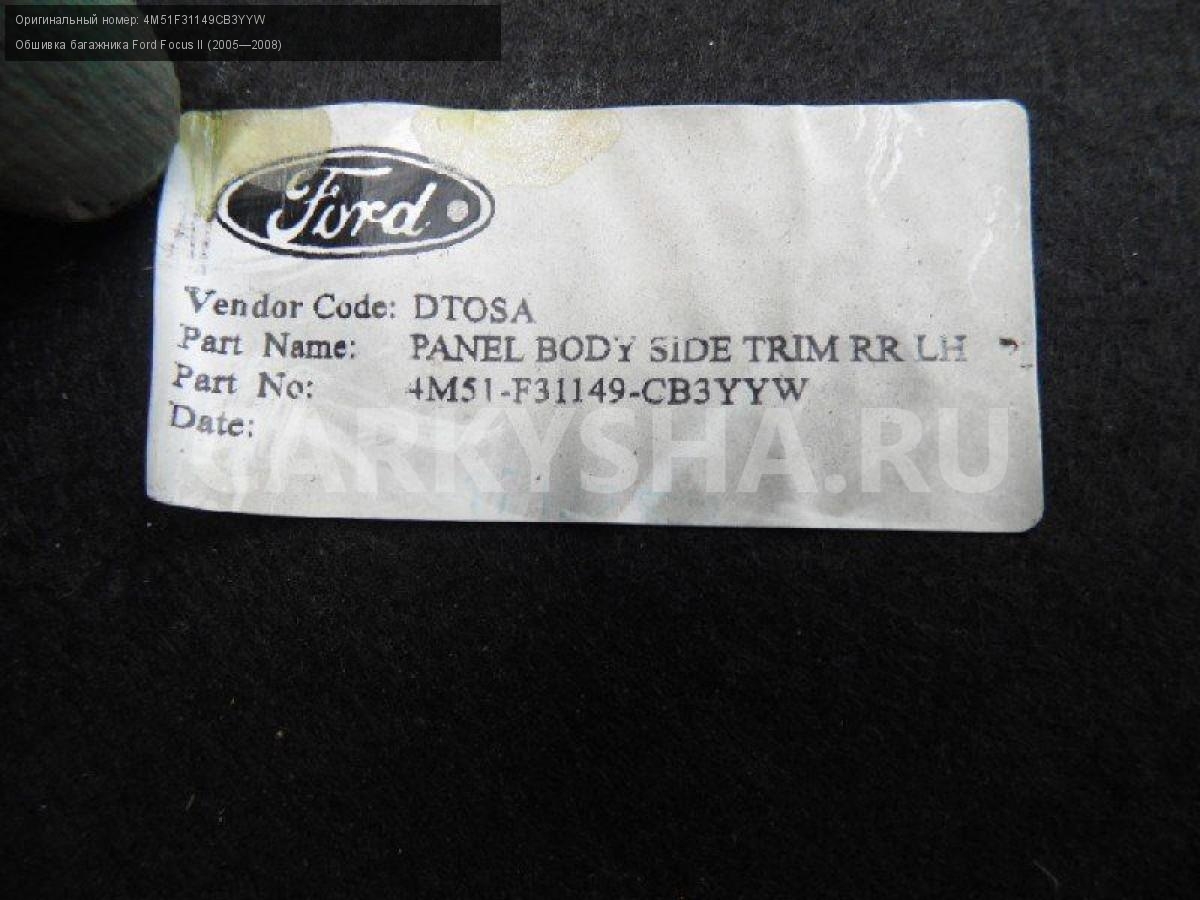 Оригинальный номер: 4M51F31149CB3YYW
Обшивка багажника Ford Focus II (2005—2008)
Ford
Vendor Code: DTOSA
Part Name: PANEL BODY SIDE TRIM RR LH
Part No: 4M51-F31149-CB3YYW
Date:
CARKYSHA.RU